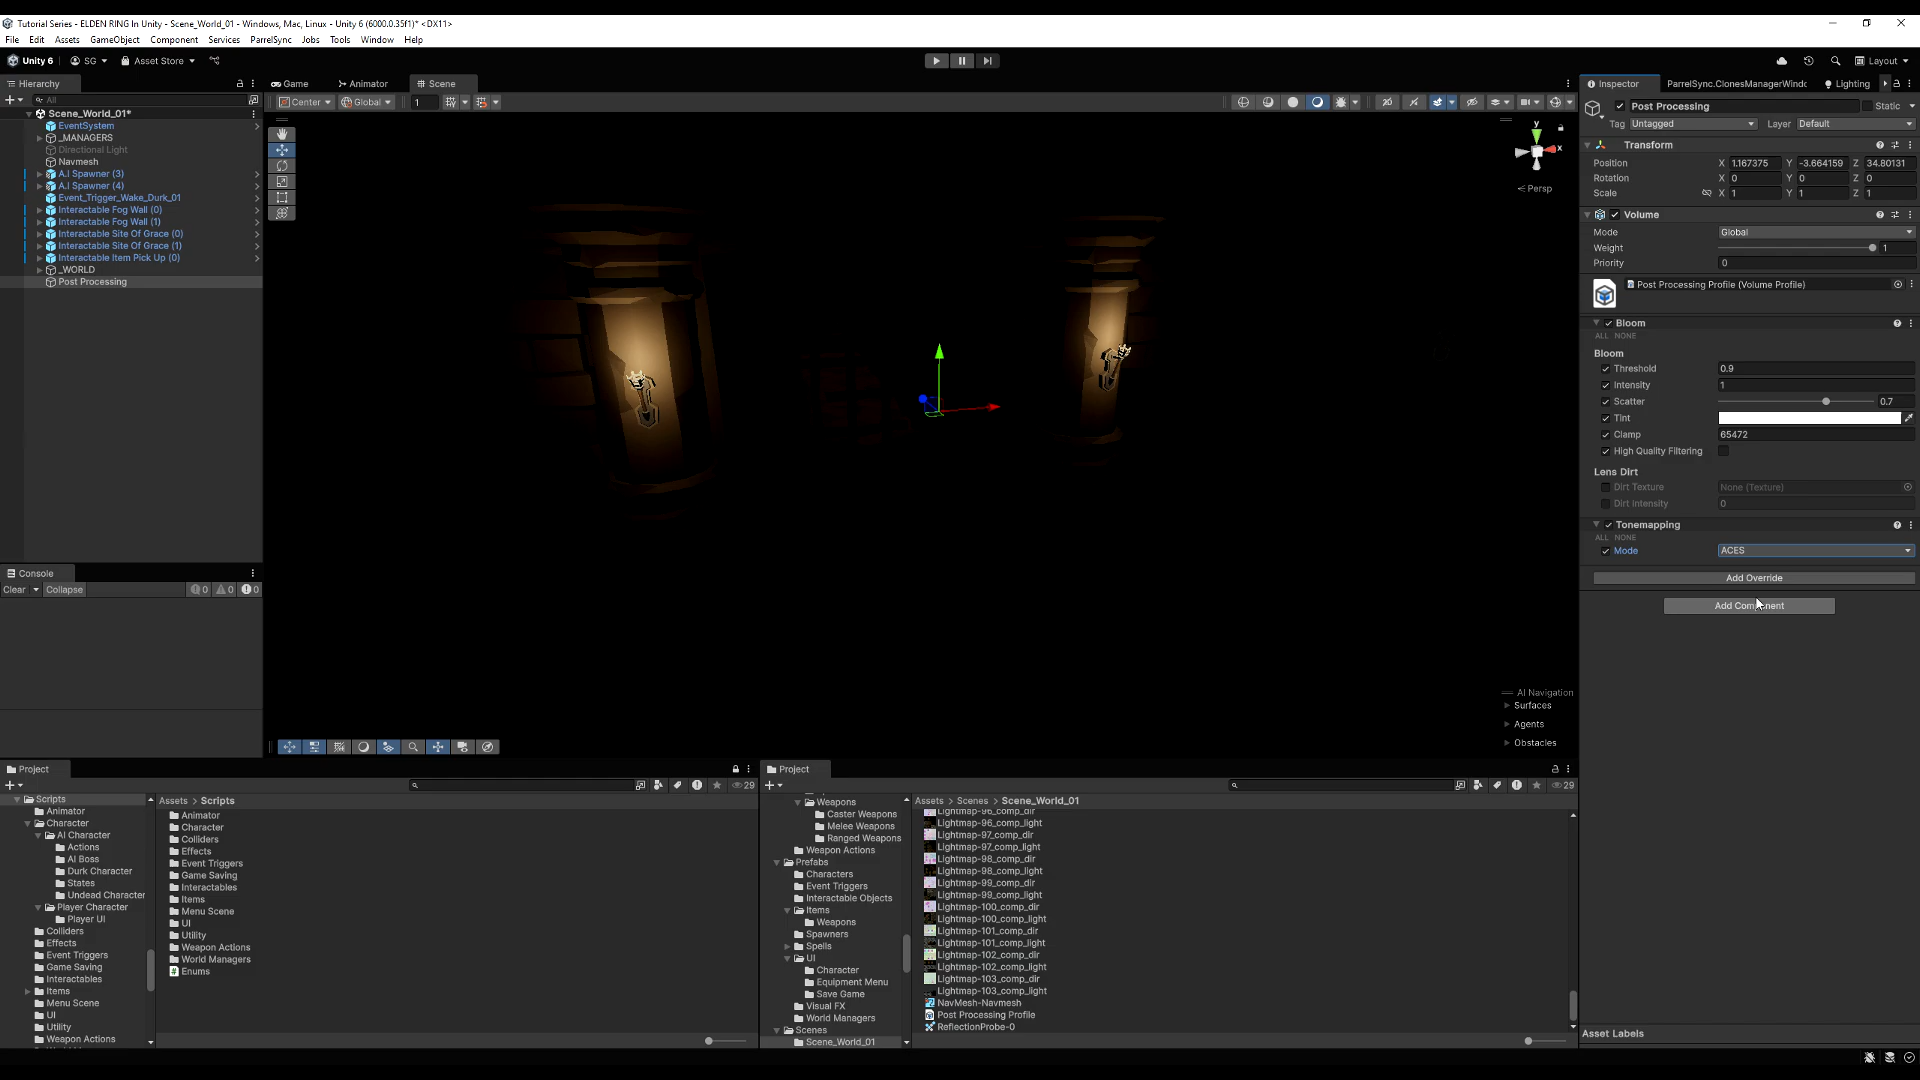 Tutorial Series - ELDEN RING In Unity - Scene_World_01 - Windows, Mac, Linux - Unity 6 (6000.0.35f1)* <DX11>
File Edit Assets GameObject Component Services ParrelSync Jobs Tools Window Help
Unity 6 SG Asset Store Layout
Hierarchy
All
Scene_World_01*
EventSystem
_MANAGERS
Directional Light
Navmesh
A.I Spawner (3)
A.I Spawner (4)
Event_Trigger_Wake_Durk_01
Interactable Fog Wall (0)
Interactable Fog Wall (1)
Interactable Site Of Grace (0)
Interactable Site Of Grace (1)
Interactable Item Pick Up (0)
_WORLD
Post Processing
Console
Clear Collapse 0 0 0
Game Animator Scene
Center Global 1
y
x
Persp
AI Navigation
Surfaces
Agents
Obstacles
Inspector ParrelSync.ClonesManagerWindo Lighting
Post Processing Static
Tag Untagged Layer Default
Transform
Position X 1.167375 Y -3.664159 Z 34.80131
Rotation X 0 Y 0 Z 0
Scale X 1 Y 1 Z 1
Volume
Mode Global
Weight 1
Priority 0
Post Processing Profile (Volume Profile)
Bloom
ALL NONE
Bloom
Threshold 0.9
Intensity 1
Scatter 0.7
Tint
Clamp 65472
High Quality Filtering
Lens Dirt
Dirt Texture None (Texture)
Dirt Intensity 0
Tonemapping
ALL NONE
Mode ACES
Add Override
Add Component
Asset Labels
Project
29
Scripts
Animator
Character
AI Character
Actions
AI Boss
Durk Character
States
Undead Character
Player Character
Player UI
Colliders
Effects
Event Triggers
Game Saving
Interactables
Items
Menu Scene
UI
Utility
Weapon Actions
Assets > Scripts
Animator
Character
Colliders
Effects
Event Triggers
Game Saving
Interactables
Items
Menu Scene
UI
Utility
Weapon Actions
World Managers
Enums
Project
29
Weapons
Caster Weapons
Melee Weapons
Ranged Weapons
Weapon Actions
Prefabs
Characters
Event Triggers
Interactable Objects
Items
Weapons
Spawners
Spells
UI
Character
Equipment Menu
Save Game
Visual FX
World Managers
Scenes
Scene_World_01
Assets > Scenes > Scene_World_01
Lightmap-96_comp_dir
Lightmap-96_comp_light
Lightmap-97_comp_dir
Lightmap-97_comp_light
Lightmap-98_comp_dir
Lightmap-98_comp_light
Lightmap-99_comp_dir
Lightmap-99_comp_light
Lightmap-100_comp_dir
Lightmap-100_comp_light
Lightmap-101_comp_dir
Lightmap-101_comp_light
Lightmap-102_comp_dir
Lightmap-102_comp_light
Lightmap-103_comp_dir
Lightmap-103_comp_light
NavMesh-Navmesh
Post Processing Profile
ReflectionProbe-0